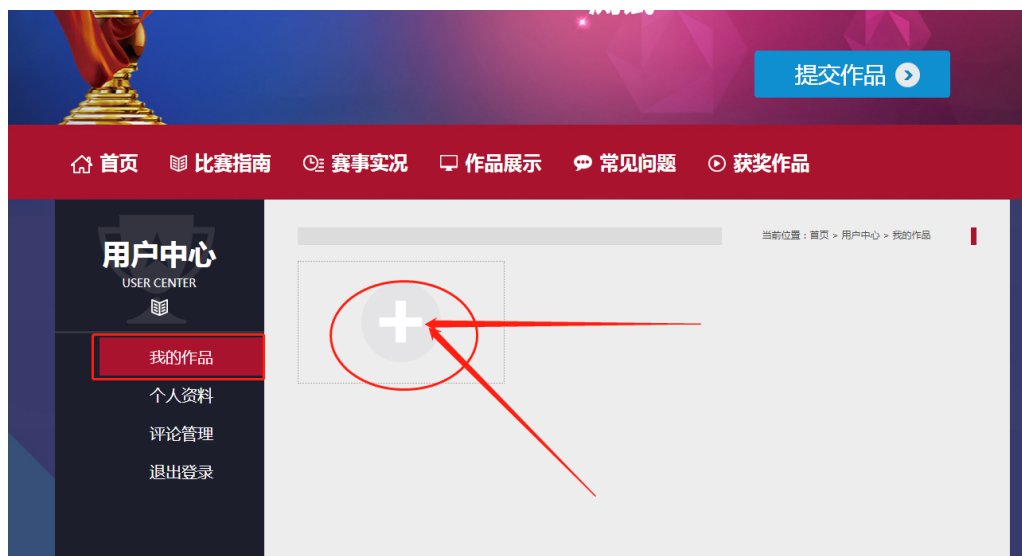 提交作品
首页 比赛指南 赛事实况 作品展示 常见问题 获奖作品
用户中心
USER CENTER
当前位置：首页 > 用户中心 > 我的作品
我的作品
个人资料
评论管理
退出登录